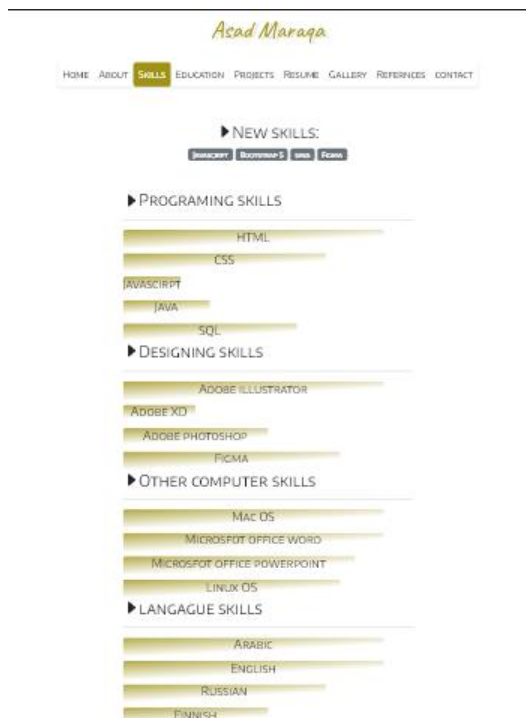 Asad Maraqa
Home About Skills Education Projects Resume Gallery Refernces contact
New skills:
Javascript Bootstrap 5 java Figma
Programing skills
HTML
CSS
Javascirpt
Java
SQL
Designing skills
Adobe illustrator
Adobe XD
Adobe photoshop
Figma
Other computer skills
Mac OS
Microsfot office word
Microsfot office powerpoint
Linux OS
langague skills
Arabic
English
Russian
Finnish